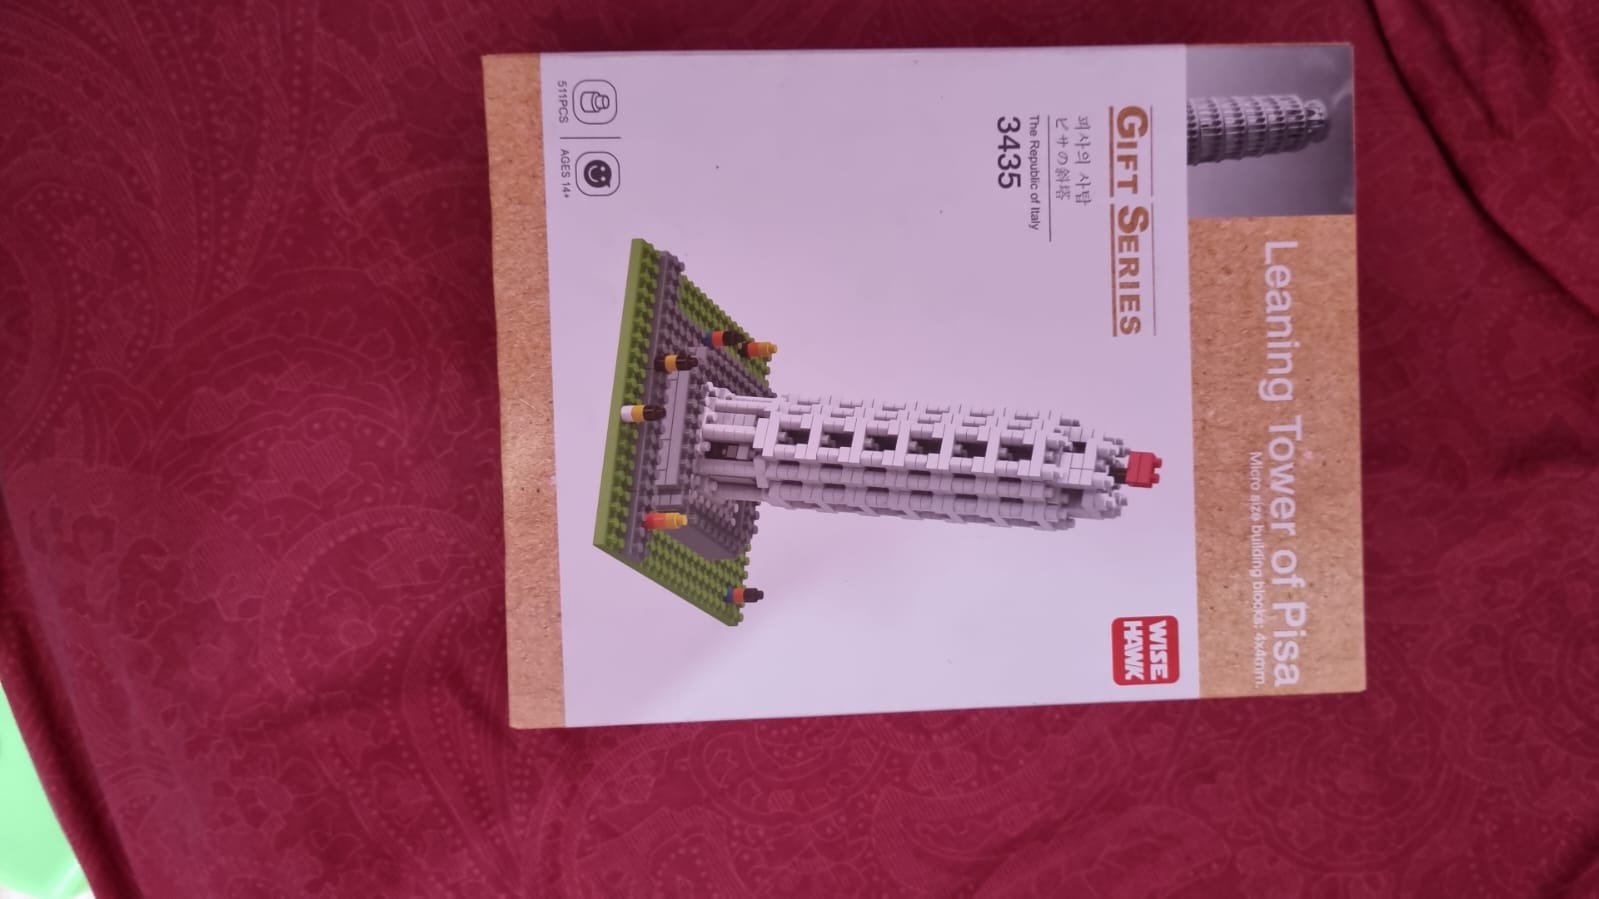 Leaning Tower of Pisa
Micro size building blocks: 4x4mm.
GIFT SERIES
피사의 사탑
ピサの斜塔
The Republic of Italy
3435
WISE
HAWK
511PCS
AGES 14+